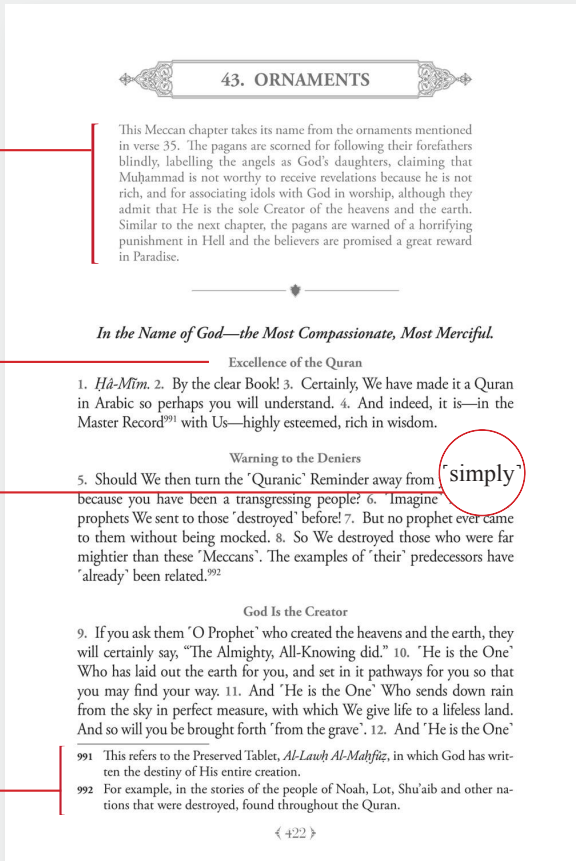 43. ORNAMENTS
This Meccan chapter takes its name from the ornaments mentioned
in verse 35. The pagans are scorned for following their forefathers
blindly, labelling the angels as God’s daughters, claiming that
Muḥammad is not worthy to receive revelations because he is not
rich, and for associating idols with God in worship, although they
admit that He is the sole Creator of the heavens and the earth.
Similar to the next chapter, the pagans are warned of a horrifying
punishment in Hell and the believers are promised a great reward
in Paradise.
In the Name of God—the Most Compassionate, Most Merciful.
Excellence of the Quran
1. Ḥâ-Mĩm. 2. By the clear Book! 3. Certainly, We have made it a Quran
in Arabic so perhaps you will understand. 4. And indeed, it is—in the
Master Record⁹⁹¹ with Us—highly esteemed, rich in wisdom.
Warning to the Deniers
5. Should We then turn the ˹Quranic˺ Reminder away from ˹simply˺
because you have been a transgressing people? 6. ˹Imagine
prophets We sent to those ˹destroyed˺ before! 7. But no prophet ever came
to them without being mocked. 8. So We destroyed those who were far
mightier than these ˹Meccans˺. The examples of ˹their˺ predecessors have
˹already˺ been related.⁹⁹²
God Is the Creator
9. If you ask them ˹O Prophet˺ who created the heavens and the earth, they
will certainly say, “The Almighty, All-Knowing did.” 10. ˹He is the One˺
Who has laid out the earth for you, and set in it pathways for you so that
you may find your way. 11. And ˹He is the One˺ Who sends down rain
from the sky in perfect measure, with which We give life to a lifeless land.
And so will you be brought forth ˹from the grave˺. 12. And ˹He is the One˺
991 This refers to the Preserved Tablet, Al-Lawḥ Al-Maḥfûẓ, in which God has writ-
ten the destiny of His entire creation.
992 For example, in the stories of the people of Noah, Lot, Shu’aib and other na-
tions that were destroyed, found throughout the Quran.
422